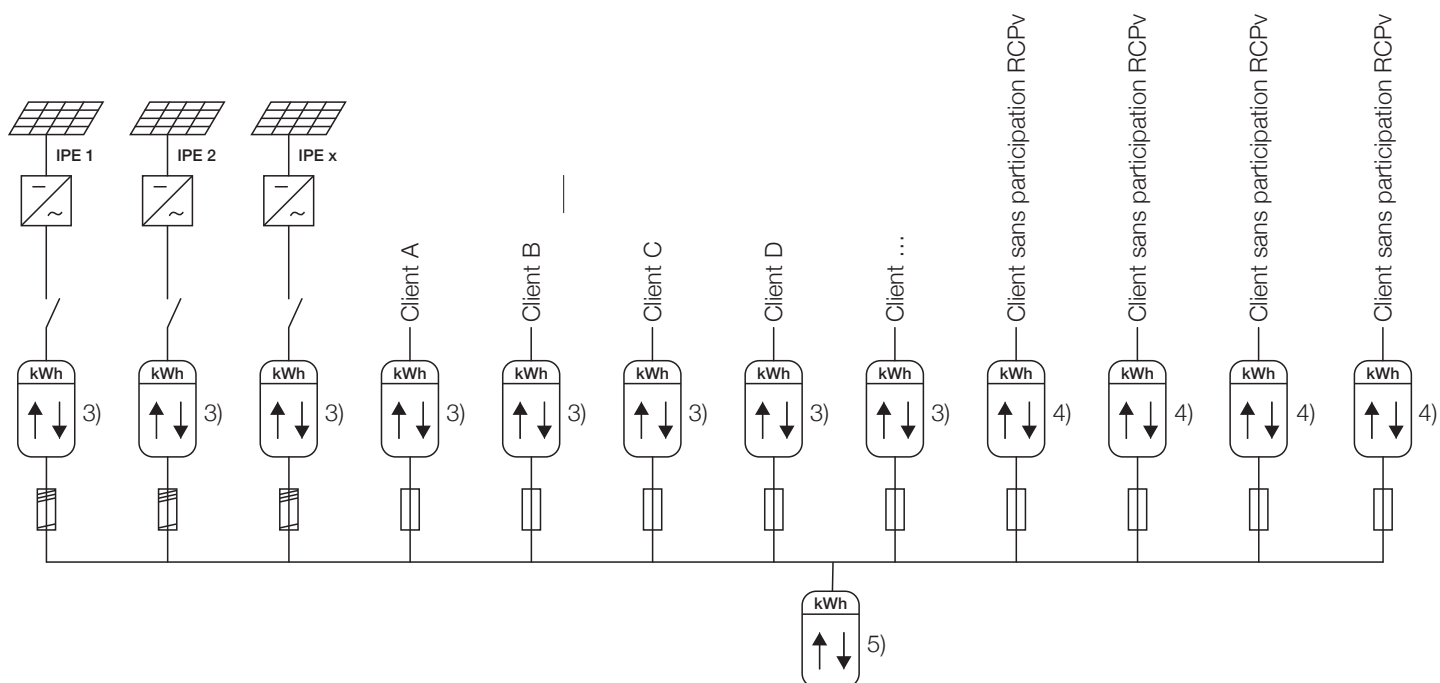 Client sans participation RCPv
Client sans participation RCPv
Client sans participation RCPv
Client sans participation RCPv
IPE 1
IPE 2
IPE x
Client A
Client B
Client C
Client D
Client ...
kWh
kWh
kWh
kWh
kWh
kWh
kWh
kWh
kWh
kWh
kWh
kWh
3)
3)
3)
3)
3)
3)
3)
3)
4)
4)
4)
4)
kWh
5)